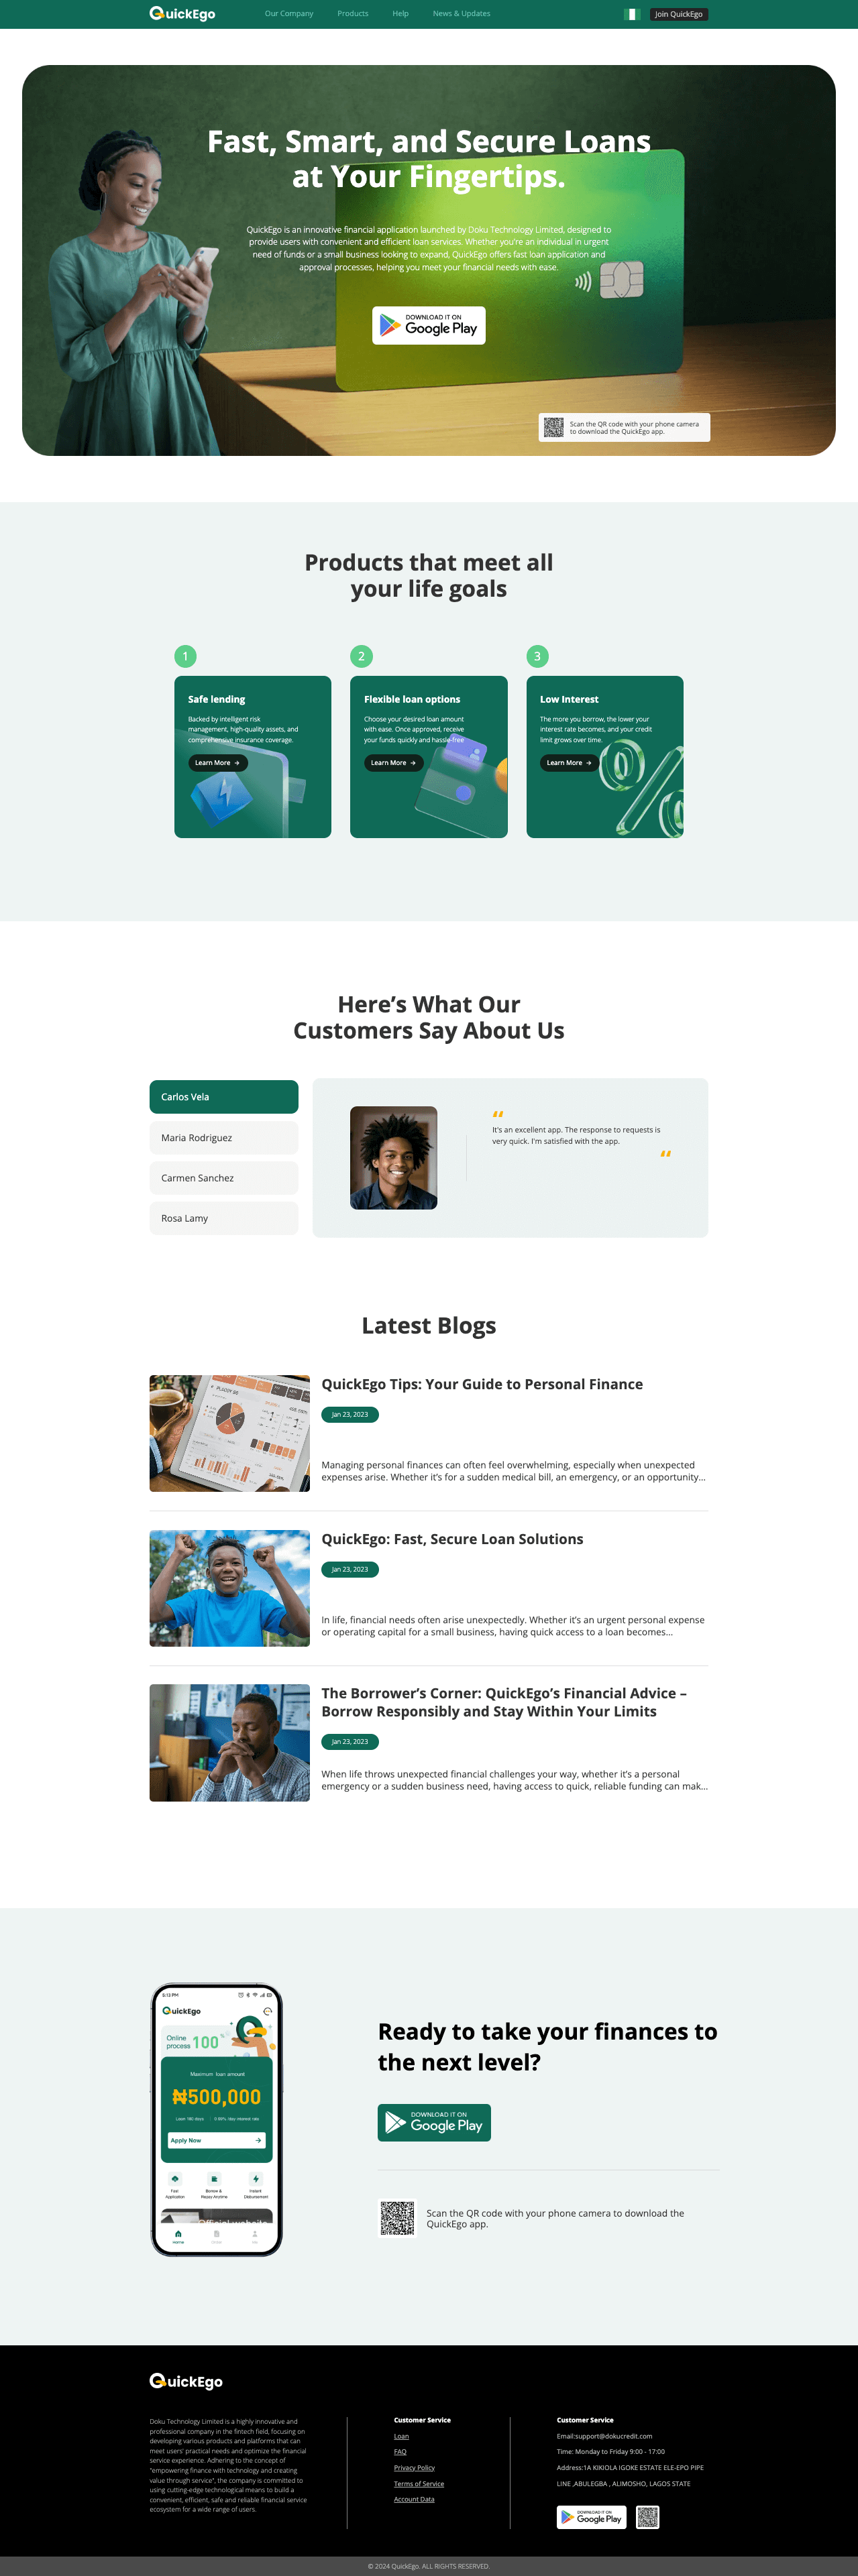 QuickEgo
Our Company
Products
Help
News & Updates
Join QuickEgo
Fast, Smart, and Secure Loans
at Your Fingertips.
QuickEgo is an innovative financial application launched by Doku Technology Limited, designed to
provide users with convenient and efficient loan services. Whether you're an individual in urgent
need of funds or a small business looking to expand, QuickEgo offers fast loan application and
approval processes, helping you meet your financial needs with ease.
DOWNLOAD IT ON
Google Play
Scan the QR code with your phone camera
to download the QuickEgo app.
Products that meet all
your life goals
1
Safe lending
Backed by intelligent risk
management, high-quality assets, and
comprehensive insurance coverage.
Learn More →
2
Flexible loan options
Choose your desired loan amount
with ease. Once approved, receive
your funds quickly and hassle-free
Learn More →
3
Low Interest
The more you borrow, the lower your
interest rate becomes, and your credit
limit grows over time.
Learn More →
Here’s What Our
Customers Say About Us
Carlos Vela
Maria Rodriguez
Carmen Sanchez
Rosa Lamy
It's an excellent app. The response to requests is
very quick. I'm satisfied with the app.
Latest Blogs
QuickEgo Tips: Your Guide to Personal Finance
Jan 23, 2023
Managing personal finances can often feel overwhelming, especially when unexpected
expenses arise. Whether it’s for a sudden medical bill, an emergency, or an opportunity...
QuickEgo: Fast, Secure Loan Solutions
Jan 23, 2023
In life, financial needs often arise unexpectedly. Whether it’s an urgent personal expense
or operating capital for a small business, having quick access to a loan becomes...
The Borrower’s Corner: QuickEgo’s Financial Advice –
Borrow Responsibly and Stay Within Your Limits
Jan 23, 2023
When life throws unexpected financial challenges your way, whether it’s a personal
emergency or a sudden business need, having access to quick, reliable funding can mak...
5:13 PM
QuickEgo
Online
process 100%
Maximum loan amount
₦500,000
Apply Now →
Fast
Application
Borrow &
Repay Anytime
Instant
Disbursement
Home
Ready to take your finances to
the next level?
DOWNLOAD IT ON
Google Play
Scan the QR code with your phone camera to download the
QuickEgo app.
QuickEgo
Doku Technology Limited is a highly innovative and
professional company in the fintech field, focusing on
developing various products and platforms that can
meet users' practical needs and optimize the financial
service experience. Adhering to the concept of
"empowering finance with technology and creating
value through service", the company is committed to
using cutting-edge technological means to build a
convenient, efficient, safe and reliable financial service
ecosystem for a wide range of users.
Customer Service
Loan
FAQ
Privacy Policy
Terms of Service
Account Data
Customer Service
Email:support@dokucredit.com
Time: Monday to Friday 9:00 - 17:00
Address:1A KIKIOLA IGOKE ESTATE ELE-EPO PIPE
LINE ,ABULEGBA , ALIMOSHO, LAGOS STATE
DOWNLOAD IT ON
Google Play
© 2024 QuickEgo. ALL RIGHTS RESERVED.